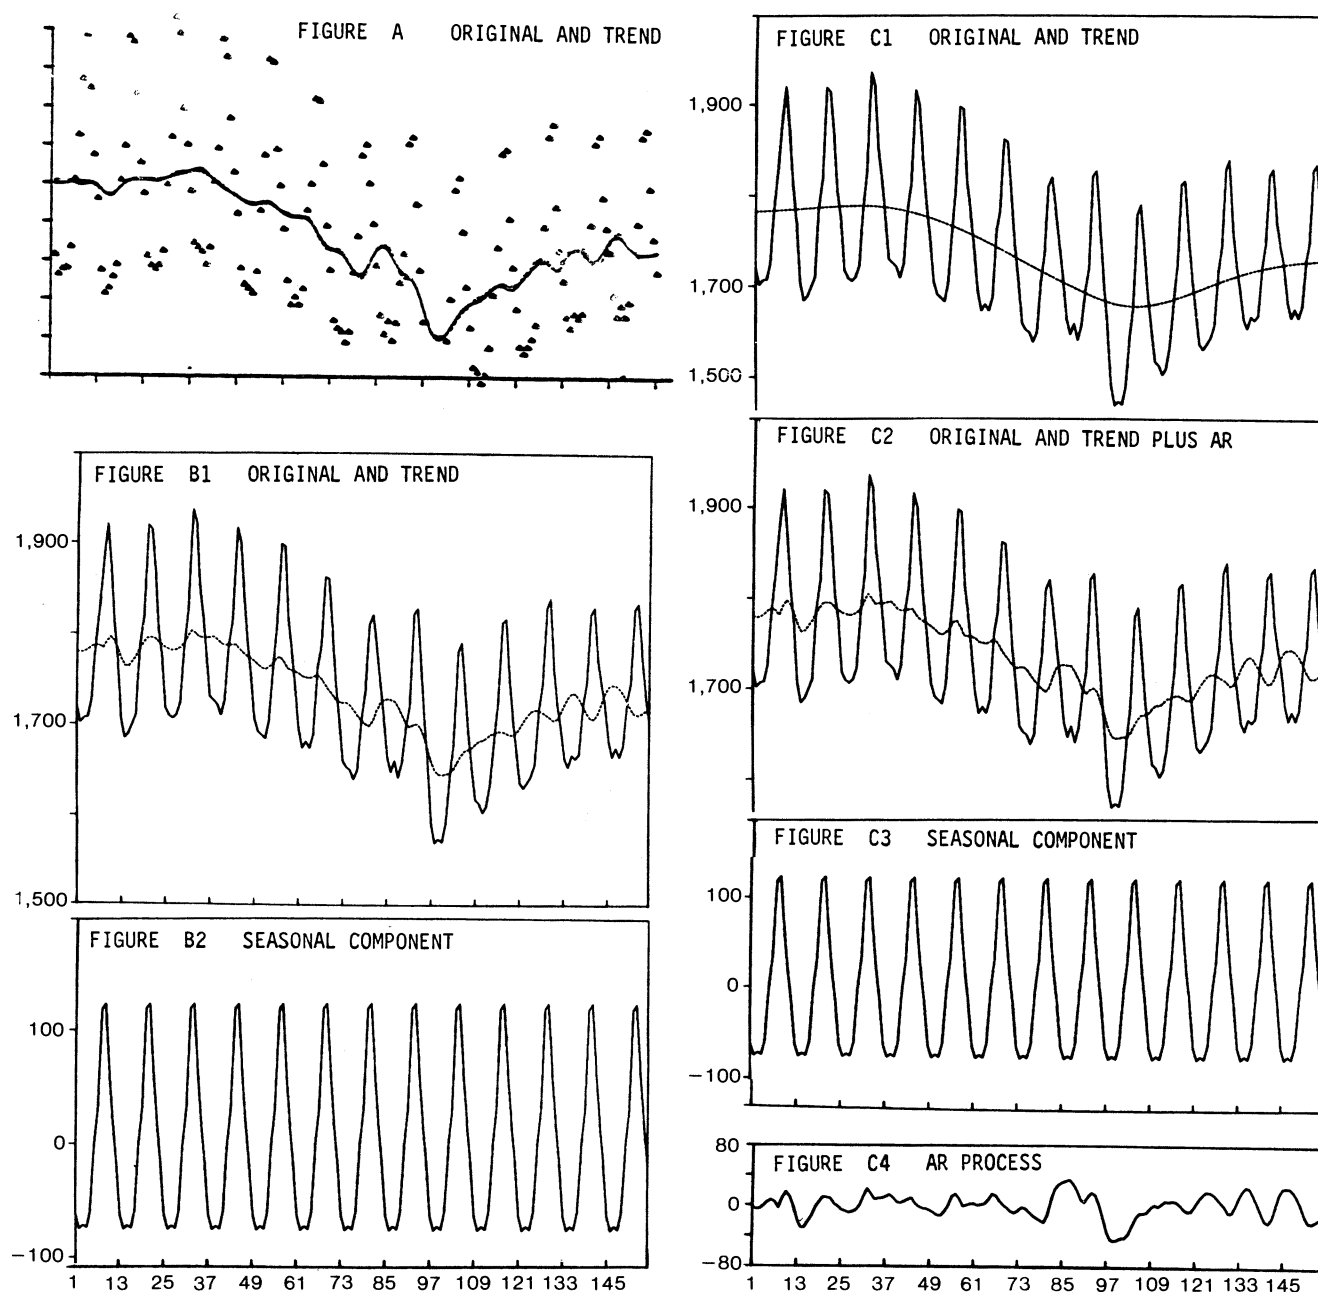 FIGURE A ORIGINAL AND TREND
FIGURE B1 ORIGINAL AND TREND
1,900
1,700
1,500
FIGURE B2 SEASONAL COMPONENT
100
0
−100
1 13 25 37 49 61 73 85 97 109 121 133 145
FIGURE C1 ORIGINAL AND TREND
1,900
1,700
1,500
FIGURE C2 ORIGINAL AND TREND PLUS AR
1,900
1,700
FIGURE C3 SEASONAL COMPONENT
100
0
−100
FIGURE C4 AR PROCESS
80
0
−80
1 13 25 37 49 61 73 85 97 109 121 133 145